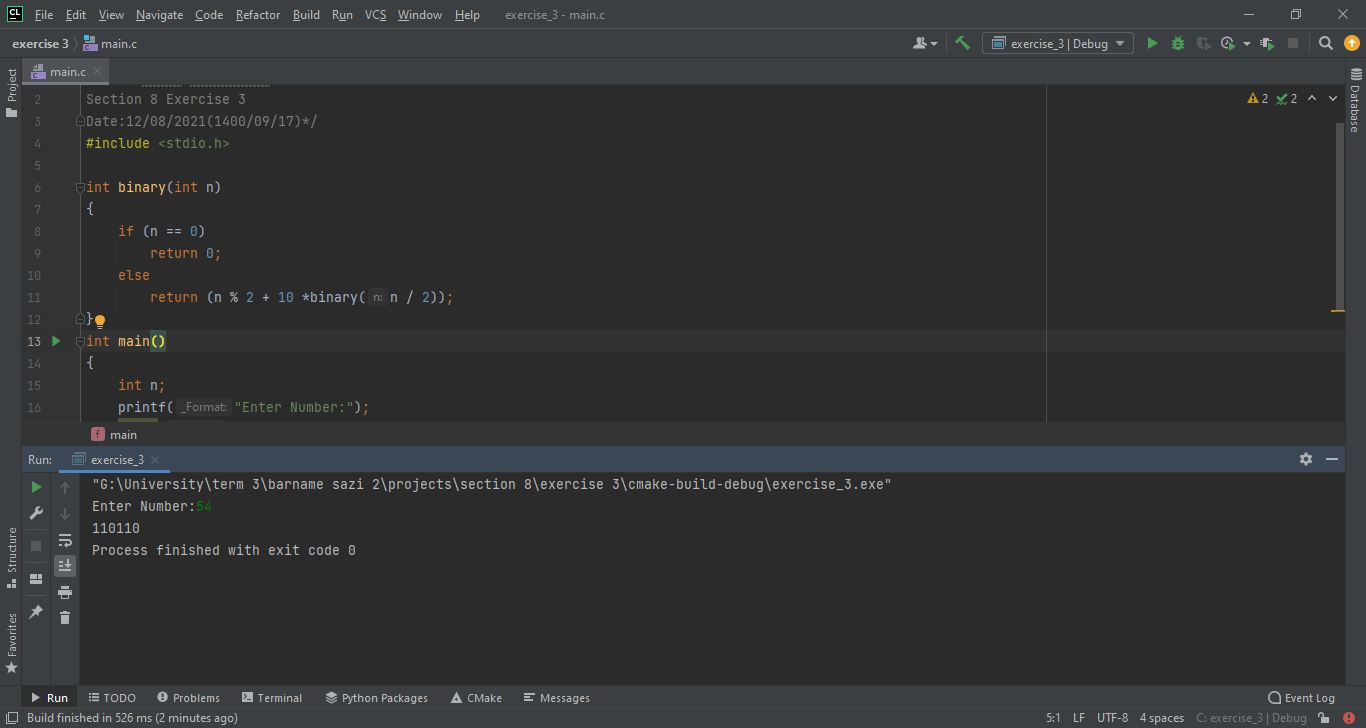 File Edit View Navigate Code Refactor Build Run VCS Window Help exercise_3 - main.c
exercise 3 main.c exercise_3 | Debug
main.c
Project
Database
2 Section 8 Exercise 3
2 2
3 Date:12/08/2021(1400/09/17)*/
4 #include <stdio.h>
5
6 int binary(int n)
7 {
8 if (n == 0)
9 return 0;
10 else
11 return (n % 2 + 10 *binary( n: n / 2));
12 }
13 int main()
14 {
15 int n;
16 printf( _Format: "Enter Number:");
f main
Run: exercise_3
"G:\University\term 3\barname sazi 2\projects\section 8\exercise 3\cmake-build-debug\exercise_3.exe"
Enter Number:54
110110
Process finished with exit code 0
Structure
Favorites
Run TODO Problems Terminal Python Packages CMake Messages Event Log
Build finished in 526 ms (2 minutes ago) 5:1 LF UTF-8 4 spaces C: exercise_3 | Debug